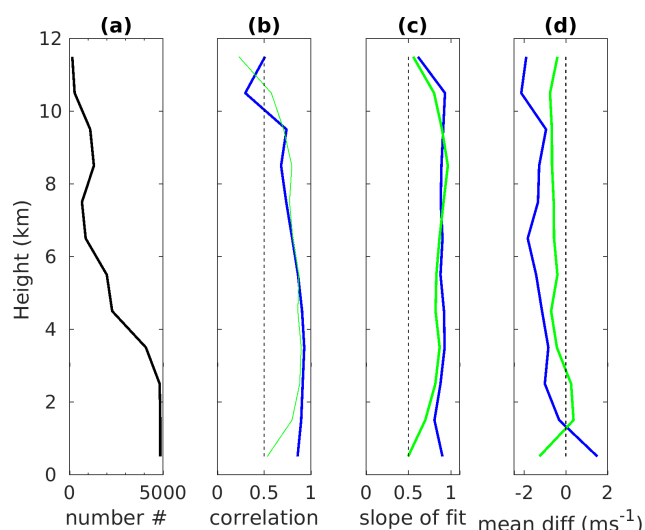 (a) (b) (c) (d)
12
10
8
6
4
2
0
Height (km)
0 5000 0 0.5 1 0 0.5 1 -2 0 2
number # correlation slope of fit mean diff (ms⁻¹)